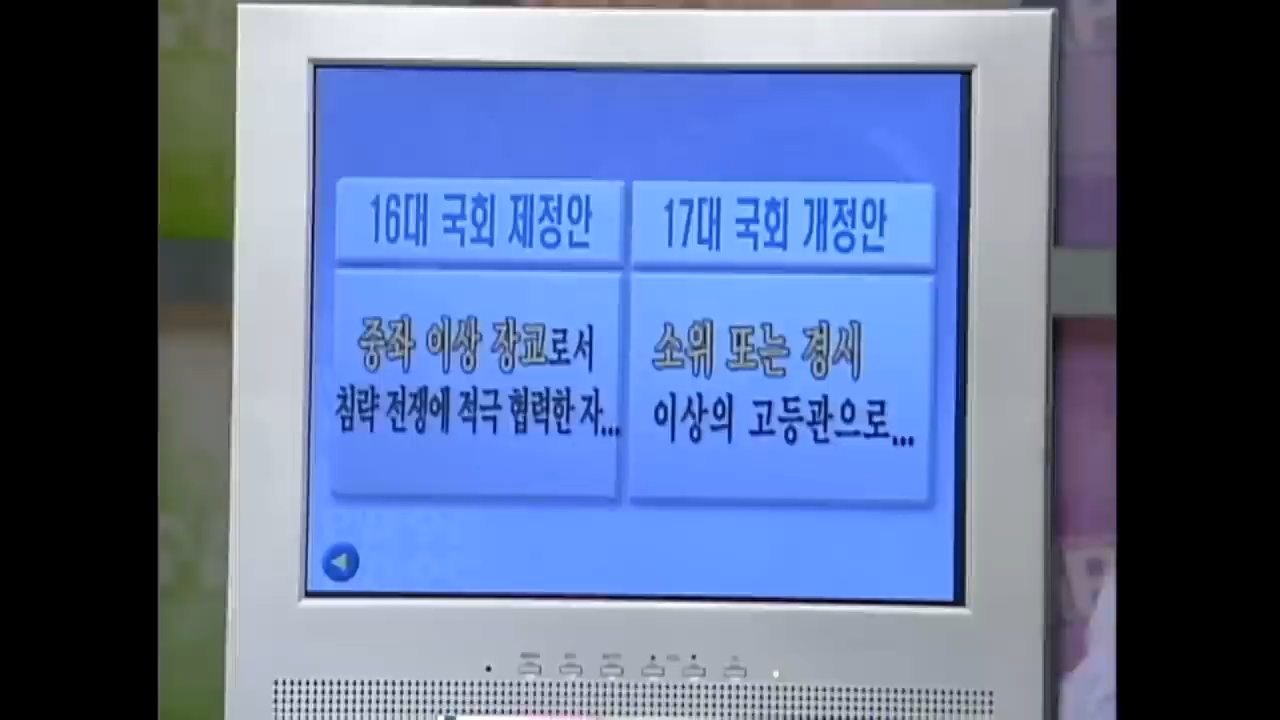 16대 국회 제정안
17대 국회 개정안
중좌 이상 장교로서
침략 전쟁에 적극 협력한 자...
소위 또는 경시
이상의 고등관으로...